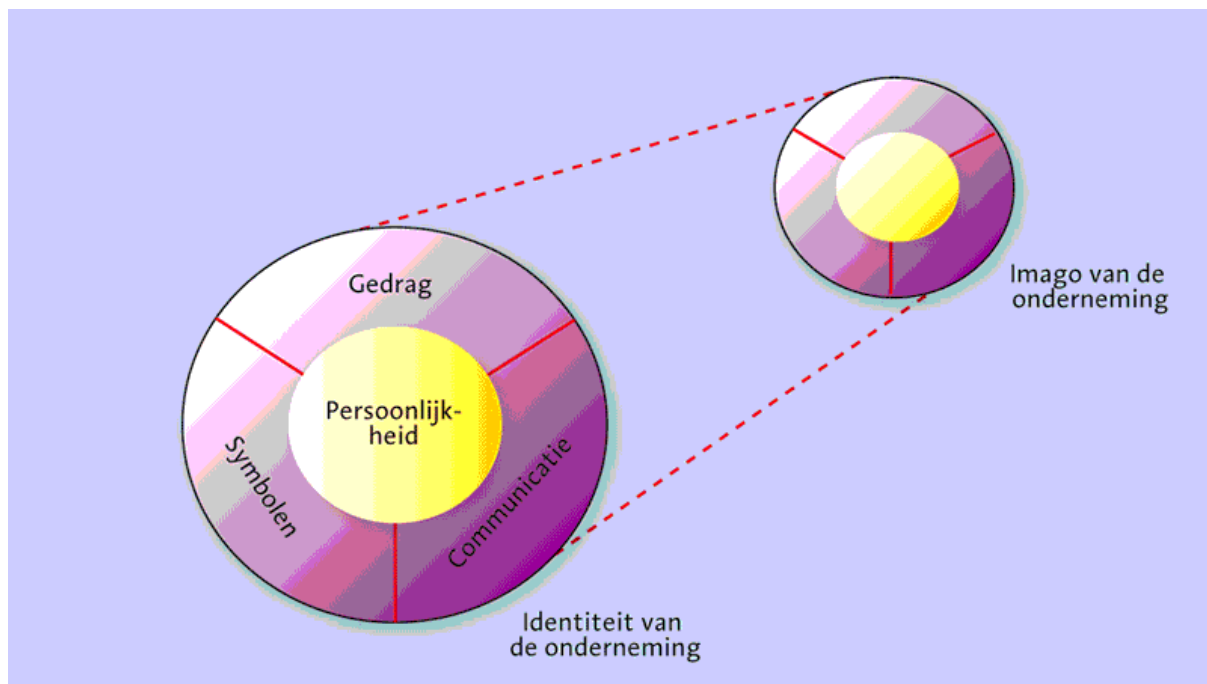 Gedrag
Persoonlijk-
heid
Symbolen
Communicatie
Identiteit van
de onderneming
Imago van de
onderneming